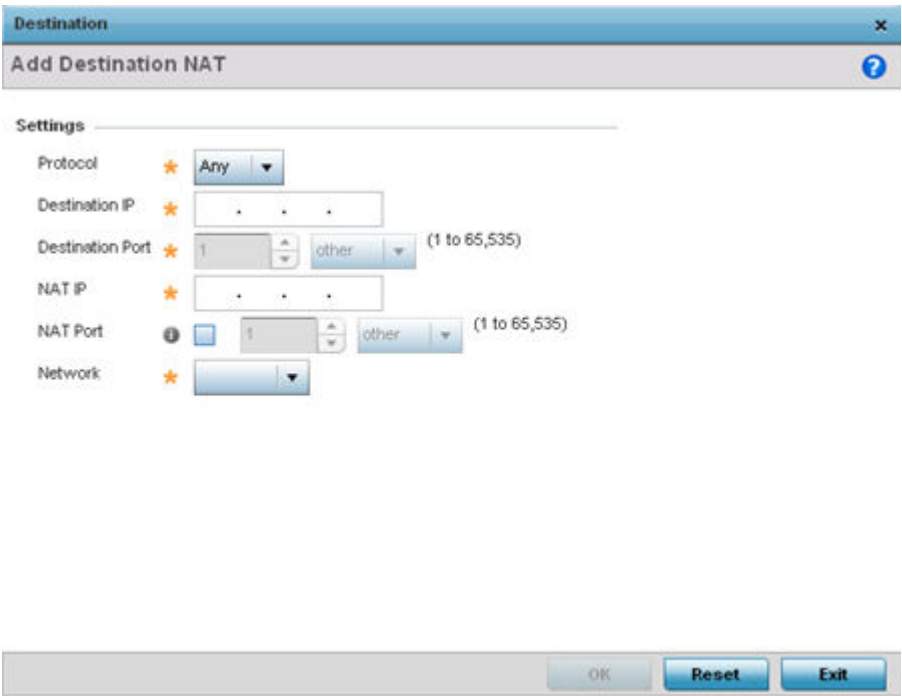 Destination x
Add Destination NAT ?
Settings
Protocol * Any
Destination IP * . . .
Destination Port * 1 other (1 to 65,535)
NAT IP * . . .
NAT Port i 1 other (1 to 65,535)
Network *
OK Reset Exit